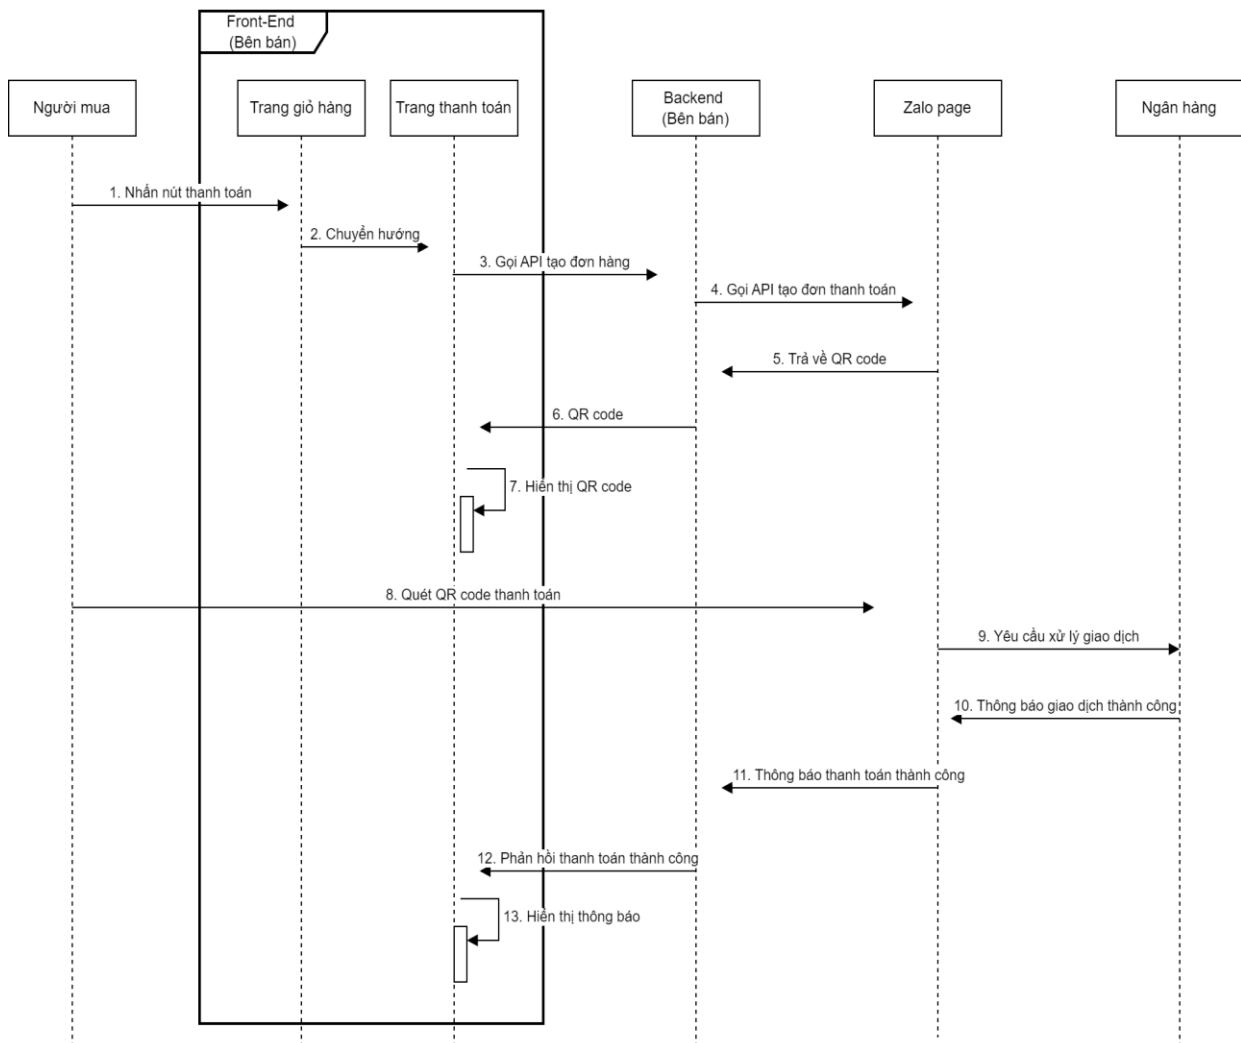 Front-End
(Bên bán)
Người mua
Trang giỏ hàng
Trang thanh toán
Backend
(Bên bán)
Zalo page
Ngân hàng
1. Nhấn nút thanh toán
2. Chuyển hướng
3. Gọi API tạo đơn hàng
4. Gọi API tạo đơn thanh toán
5. Trả về QR code
6. QR code
7. Hiển thị QR code
8. Quét QR code thanh toán
9. Yêu cầu xử lý giao dịch
10. Thông báo giao dịch thành công
11. Thông báo thanh toán thành công
12. Phản hồi thanh toán thành công
13. Hiển thị thông báo